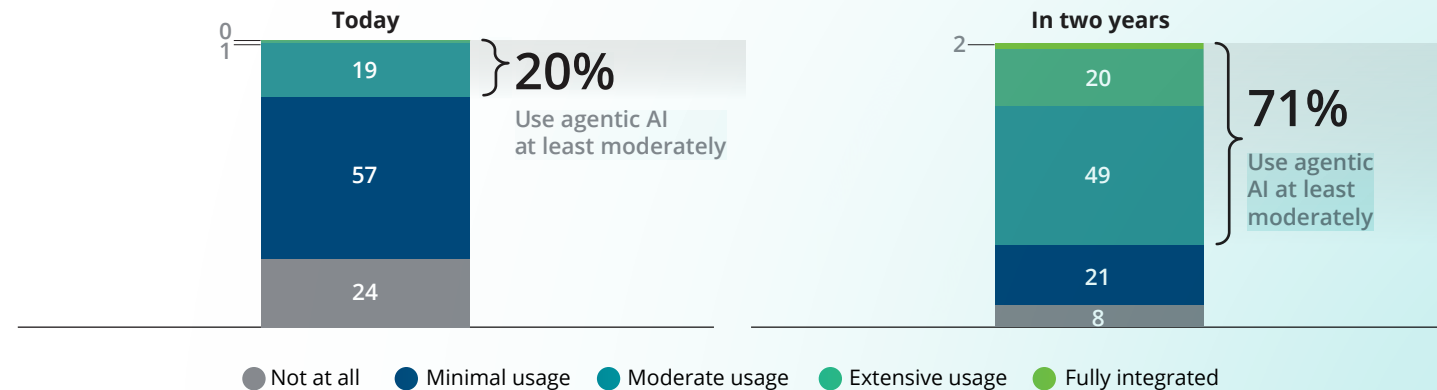 Today
0
1
19
57
24
20%
Use agentic AI
at least moderately
In two years
2
20
49
21
8
71%
Use agentic
AI at least
moderately
Not at all
Minimal usage
Moderate usage
Extensive usage
Fully integrated